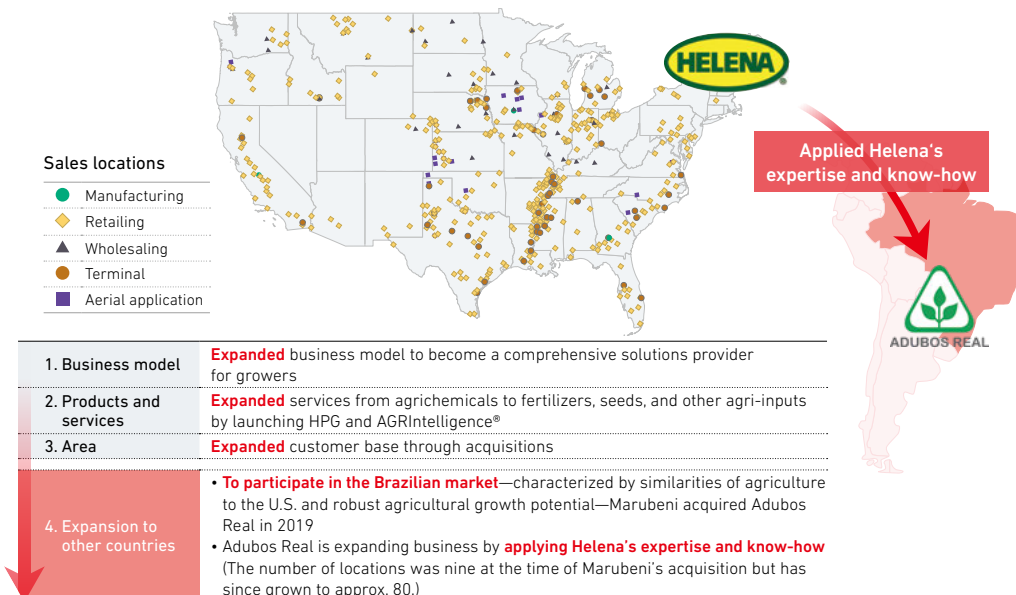 HELENA
Applied Helena's
expertise and know-how
Sales locations
Manufacturing
Retailing
Wholesaling
Terminal
Aerial application
ADUBOS REAL
1. Business model
Expanded business model to become a comprehensive solutions provider
for growers
2. Products and
services
Expanded services from agrichemicals to fertilizers, seeds, and other agri-inputs
by launching HPG and AGRIntelligence®
3. Area
Expanded customer base through acquisitions
4. Expansion to
other countries
• To participate in the Brazilian market—characterized by similarities of agriculture
to the U.S. and robust agricultural growth potential—Marubeni acquired Adubos
Real in 2019
• Adubos Real is expanding business by applying Helena's expertise and know-how
(The number of locations was nine at the time of Marubeni's acquisition but has
since grown to approx. 80.)